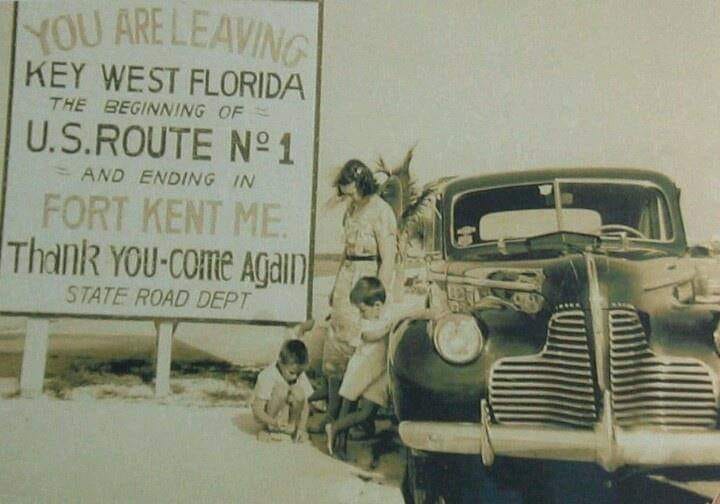 YOU ARE LEAVING
KEY WEST FLORIDA
THE BEGINNING OF
U.S. ROUTE Nº 1
AND ENDING IN
FORT KENT ME.
Thank YOU-COME Again
STATE ROAD DEPT